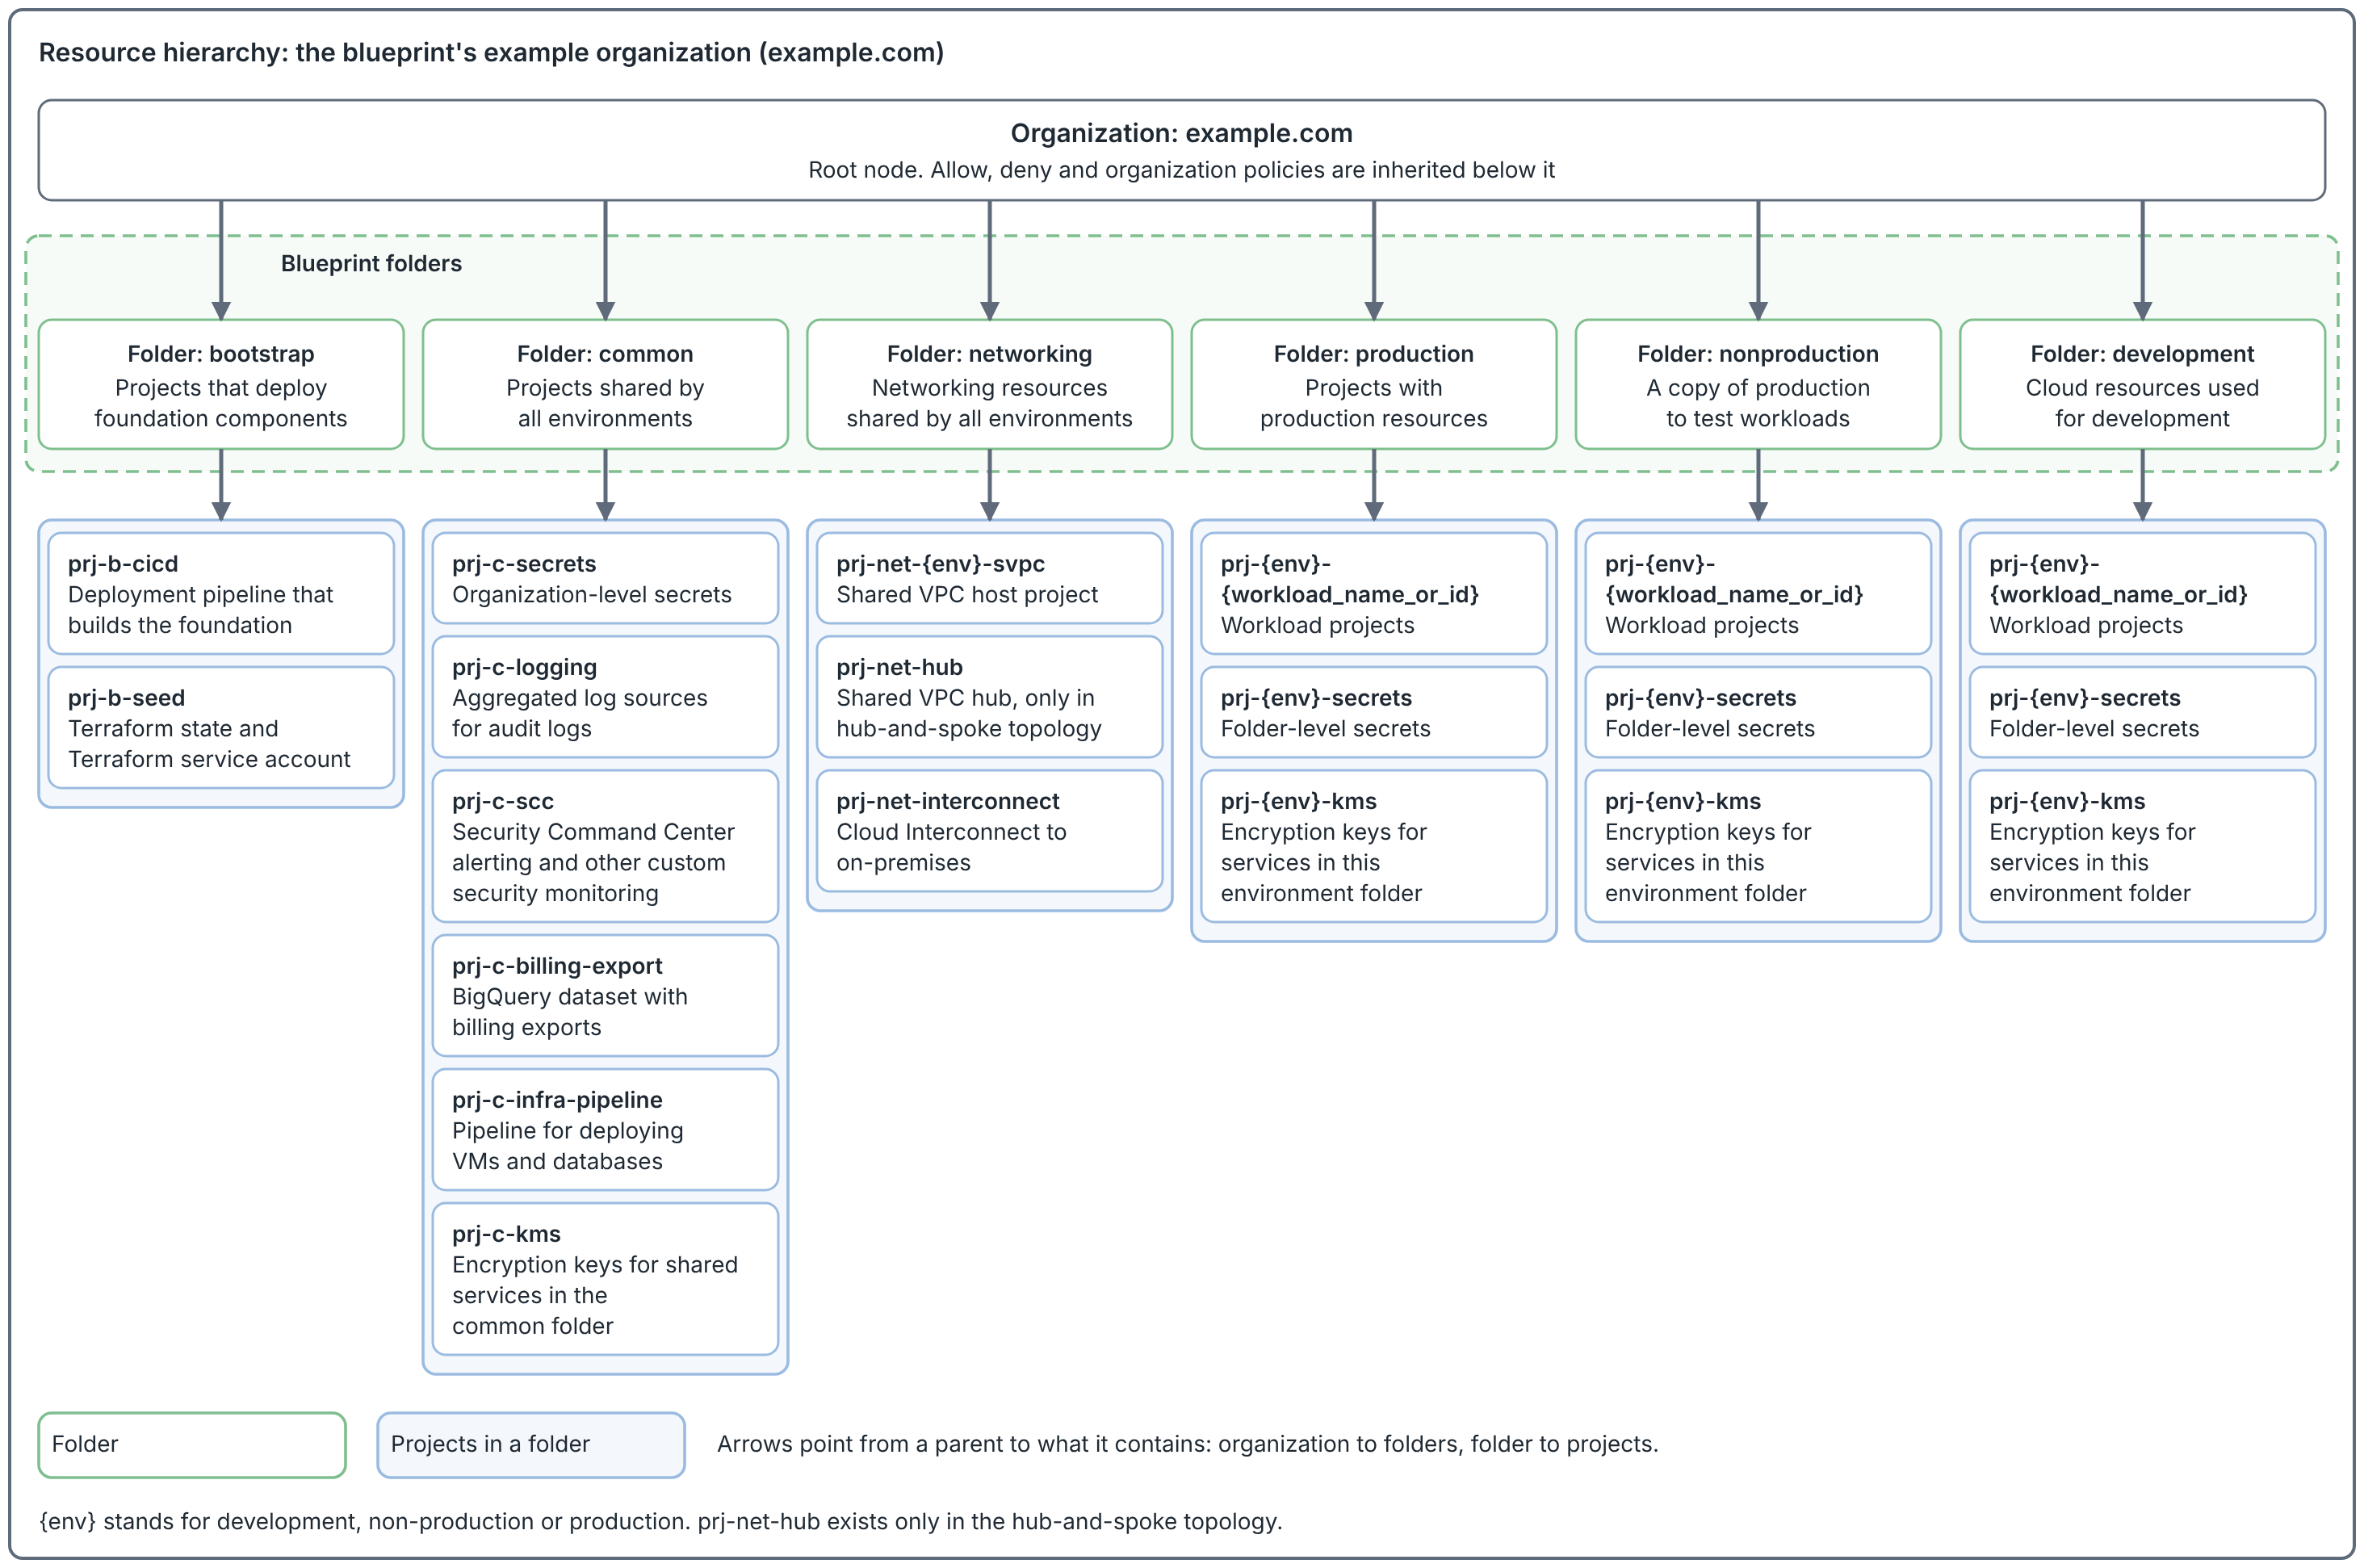 Resource hierarchy: the blueprint's example organization (example.com)
Organization: example.com
Root node. Allow, deny and organization policies are inherited below it
Blueprint folders
Folder: bootstrap
Projects that deploy
foundation components
Folder: common
Projects shared by
all environments
Folder: networking
Networking resources
shared by all environments
Folder: production
Projects with
production resources
Folder: nonproduction
A copy of production
to test workloads
Folder: development
Cloud resources used
for development
prj-b-cicd
Deployment pipeline that
builds the foundation
prj-b-seed
Terraform state and
Terraform service account
prj-c-secrets
Organization-level secrets
prj-c-logging
Aggregated log sources
for audit logs
prj-c-scc
Security Command Center
alerting and other custom
security monitoring
prj-c-billing-export
BigQuery dataset with
billing exports
prj-c-infra-pipeline
Pipeline for deploying
VMs and databases
prj-c-kms
Encryption keys for shared
services in the
common folder
prj-net-{env}-svpc
Shared VPC host project
prj-net-hub
Shared VPC hub, only in
hub-and-spoke topology
prj-net-interconnect
Cloud Interconnect to
on-premises
prj-{env}-
{workload_name_or_id}
Workload projects
prj-{env}-secrets
Folder-level secrets
prj-{env}-kms
Encryption keys for
services in this
environment folder
prj-{env}-
{workload_name_or_id}
Workload projects
prj-{env}-secrets
Folder-level secrets
prj-{env}-kms
Encryption keys for
services in this
environment folder
prj-{env}-
{workload_name_or_id}
Workload projects
prj-{env}-secrets
Folder-level secrets
prj-{env}-kms
Encryption keys for
services in this
environment folder
Folder
Projects in a folder
Arrows point from a parent to what it contains: organization to folders, folder to projects.
{env} stands for development, non-production or production. prj-net-hub exists only in the hub-and-spoke topology.